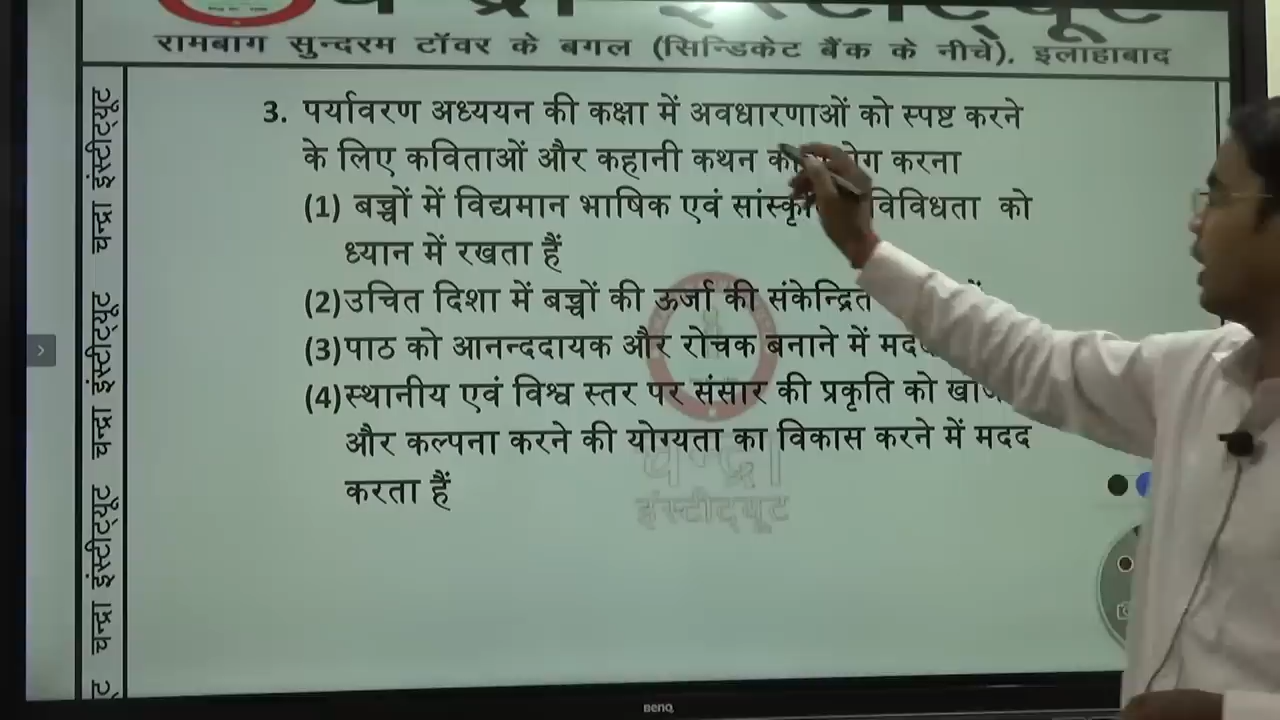 रामबाग सुन्दरम टॉवर के बगल (सिन्डिकेट बैंक के नीचे), इलाहाबाद
3. पर्यावरण अध्ययन की कक्षा में अवधारणाओं को स्पष्ट करने
के लिए कविताओं और कहानी कथन का करना
(1) बच्चों में विद्यमान भाषिक एवं विविधता को
ध्यान में रखता हैं
(2) उचित दिशा में बच्चों की ऊर्जा की संकेन्द्रित
(3) पाठ को आनन्ददायक और रोचक बनाने में
(4) स्थानीय एवं विश्व स्तर पर संसार की प्रकृति को
और कल्पना करने की योग्यता का विकास करने में मदद
करता हैं
चन्द्रा इंस्टीट्यूट
चन्द्रा इंस्टीट्यूट
चन्द्रा इंस्टीट्यूट
चन्द्रा
इंस्टीट्यूट
BenQ